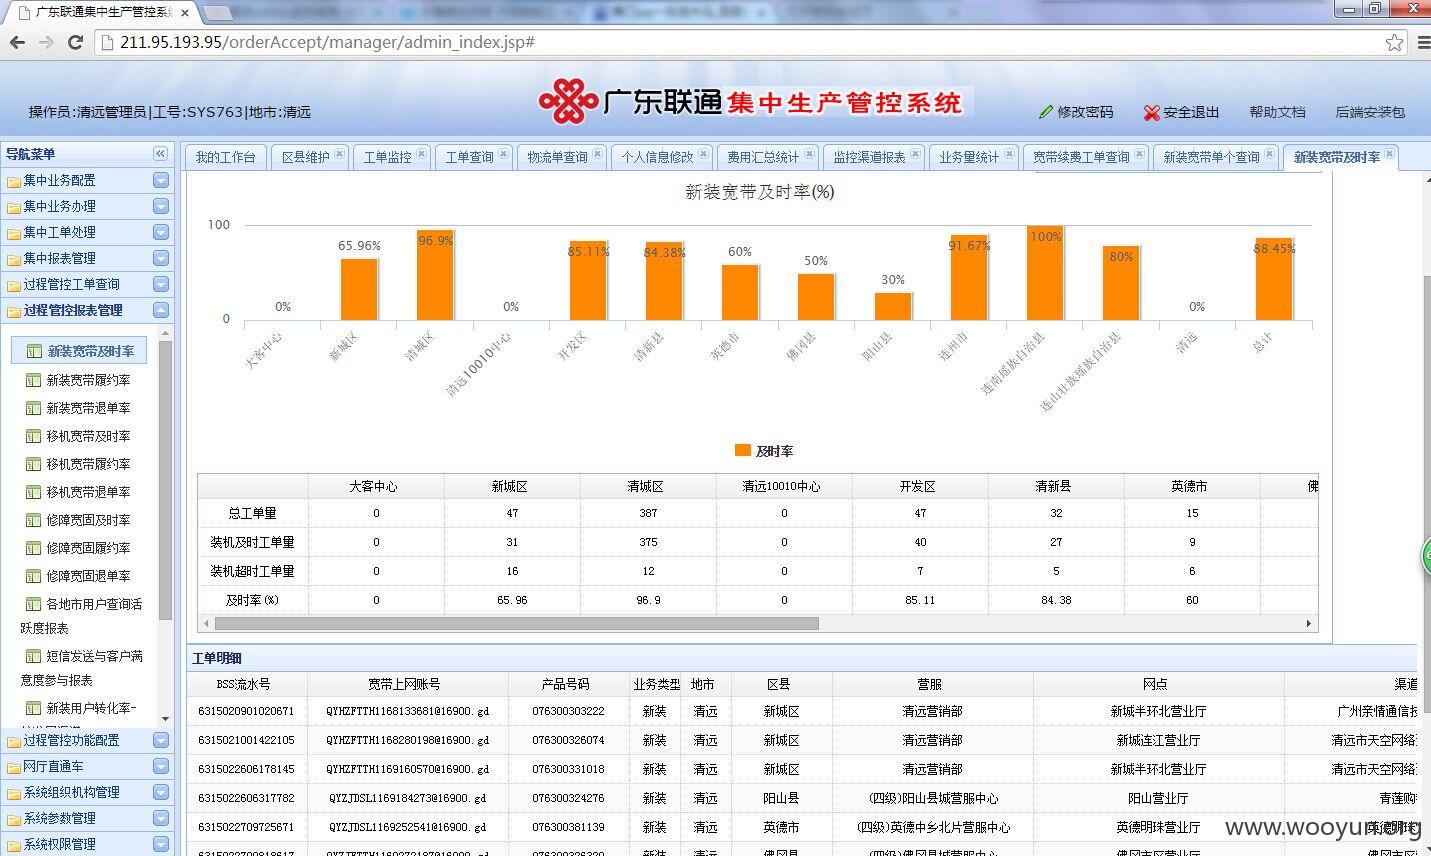 广东联通集中生产管控系统
211.95.193.95/orderAccept/manager/admin_index.jsp#
操作员:清远管理员|工号:SYS763|地市:清远
广东联通集中生产管控系统
修改密码 安全退出 帮助文档 后端安装包
导航菜单
集中业务配置
集中业务办理
集中工单处理
集中报表管理
过程管控工单查询
过程管控报表管理
新装宽带及时率
新装宽带履约率
新装宽带退单率
移机宽带及时率
移机宽带履约率
移机宽带退单率
修障宽固及时率
修障宽固履约率
修障宽固退单率
各地市用户查询活
跃度报表
短信发送与客户满
意度参与报表
新装用户转化率-
过程管控功能配置
网厅直通车
系统组织机构管理
系统参数管理
系统权限管理
我的工作台 区县维护 工单监控 工单查询 物流单查询 个人信息修改 费用汇总统计 监控渠道报表 业务量统计 宽带续费工单查询 新装宽带单个查询 新装宽带及时率
新装宽带及时率(%)
100
0
0% 65.96% 96.9% 0% 85.11% 84.38% 60% 50% 30% 91.67% 100% 80% 0% 88.45%
大客中心 新城区 清城区 清远10010中心 开发区 清新县 英德市 佛冈县 阳山县 连州市 连南瑶族自治县 连山壮族瑶族自治县 清远 总计
及时率
大客中心 新城区 清城区 清远10010中心 开发区 清新县 英德市 佛
总工单量 0 47 387 0 47 32 15
装机及时工单量 0 31 375 0 40 27 9
装机超时工单量 0 16 12 0 7 5 6
及时率(%) 0 65.96 96.9 0 85.11 84.38 60
工单明细
BSS流水号 宽带上网账号 产品号码 业务类型 地市 区县 营服 网点 渠道
6315020901020671 QYHZFTTH1168133681@16900.gd 076300303222 新装 清远 新城区 清远营销部 新城半环北营业厅 广州亲情通信技
6315021001422105 QYHZFTTH1168280198@16900.gd 076300326074 新装 清远 新城区 清远营销部 新城连江营业厅 清远市天空网络
6315022606178145 QYHZFTTH1169160570@16900.gd 076300331018 新装 清远 新城区 清远营销部 新城半环北营业厅 清远市天空网络
6315022606317782 QYZJDSL1169184273@16900.gd 076300324276 新装 清远 阳山县 (四级)阳山县城营服中心 阳山营业厅 青莲购
6315022709725671 QYZJDSL1169252541@16900.gd 076300381139 新装 清远 英德市 (四级)英德中乡北片营服中心 英德明珠营业厅
www.wooyun.org